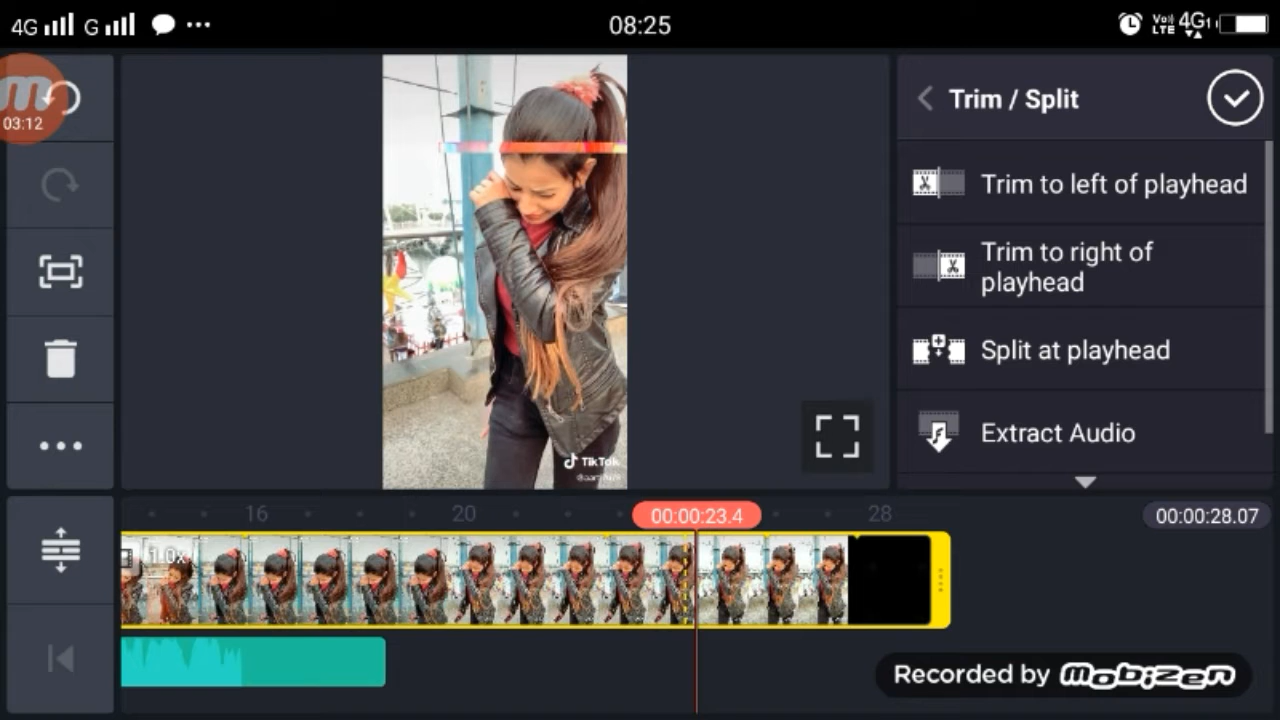 4G G 08:25 VoI) LTE 4G
03:12
Trim / Split
Trim to left of playhead
Trim to right of
playhead
Split at playhead
Extract Audio
TikTok
16 20 00:00:23.4 28 00:00:28.07
1.0x
Recorded by mobizen